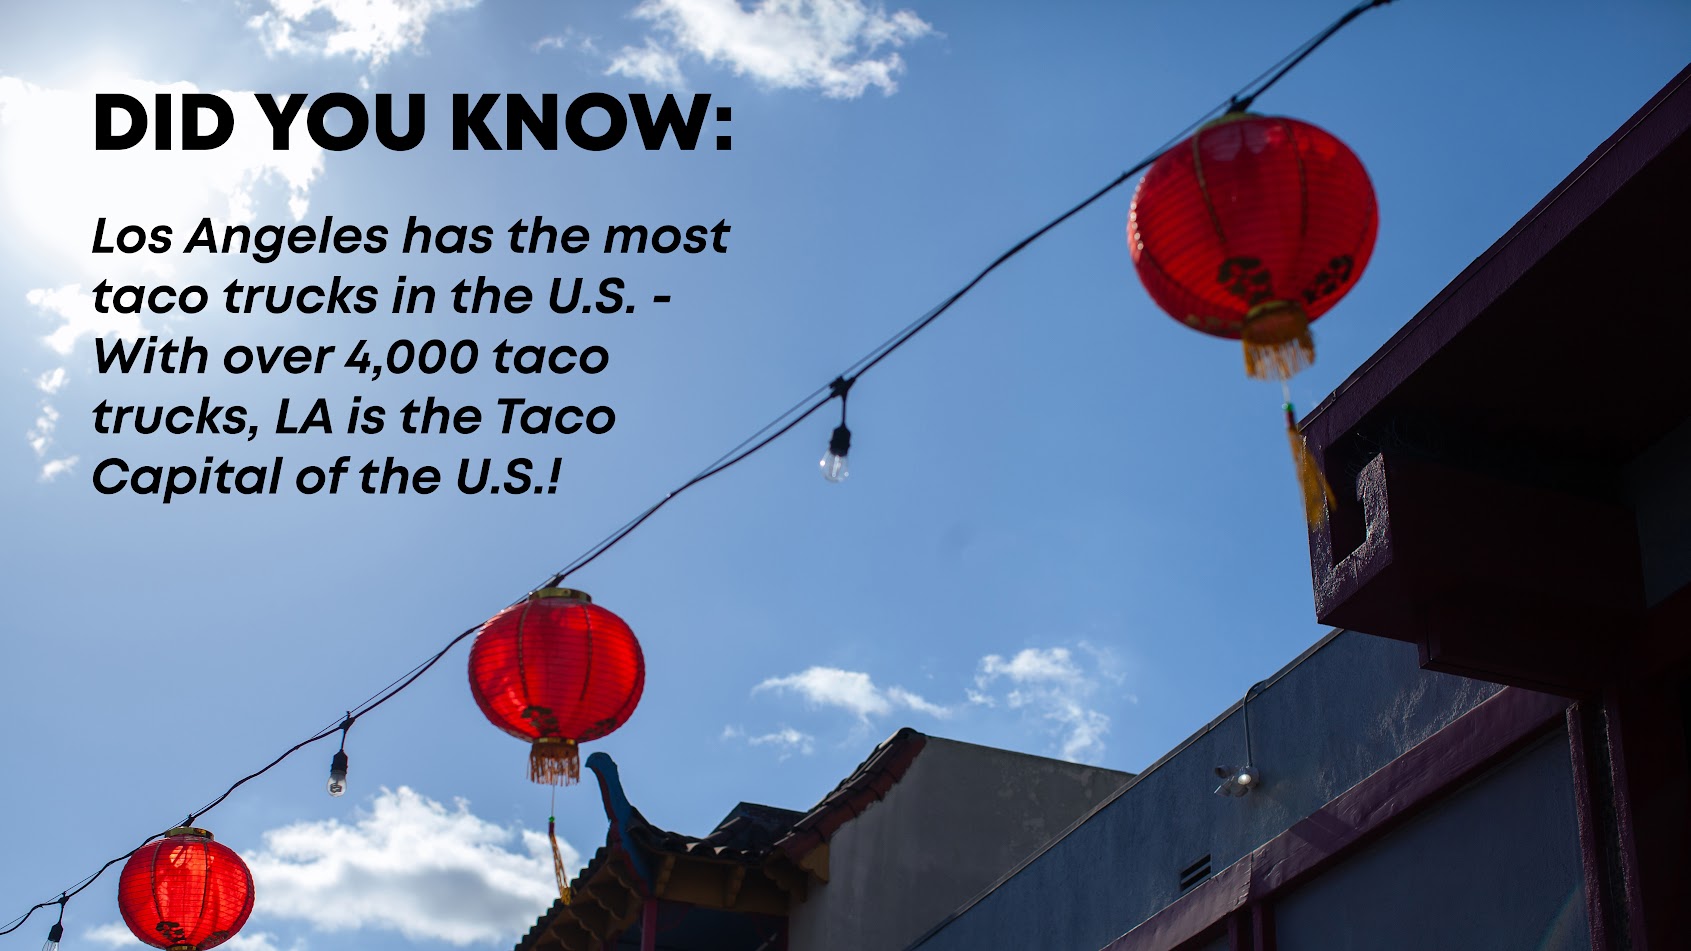 DID YOU KNOW:
Los Angeles has the most
taco trucks in the U.S. -
With over 4,000 taco
trucks, LA is the Taco
Capital of the U.S.!